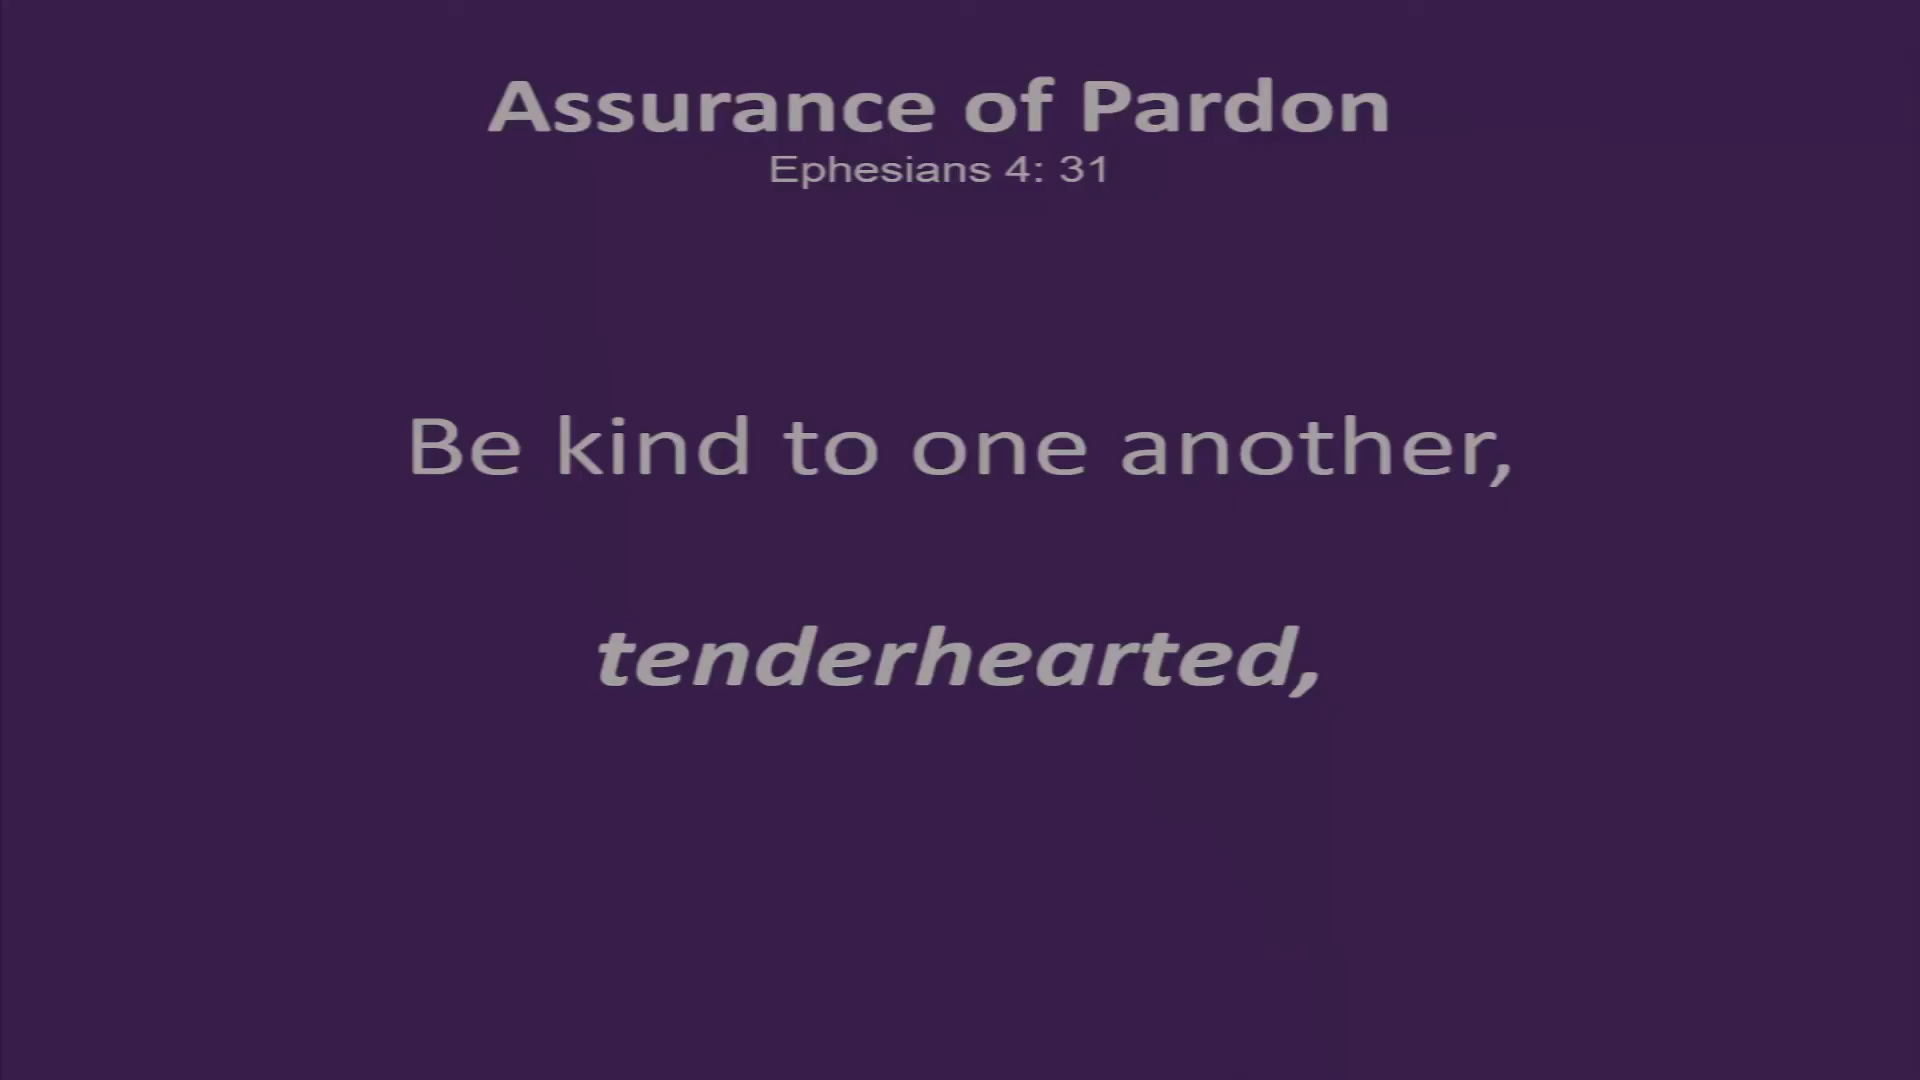 Assurance of Pardon
Ephesians 4: 31
Be kind to one another,
tenderhearted,